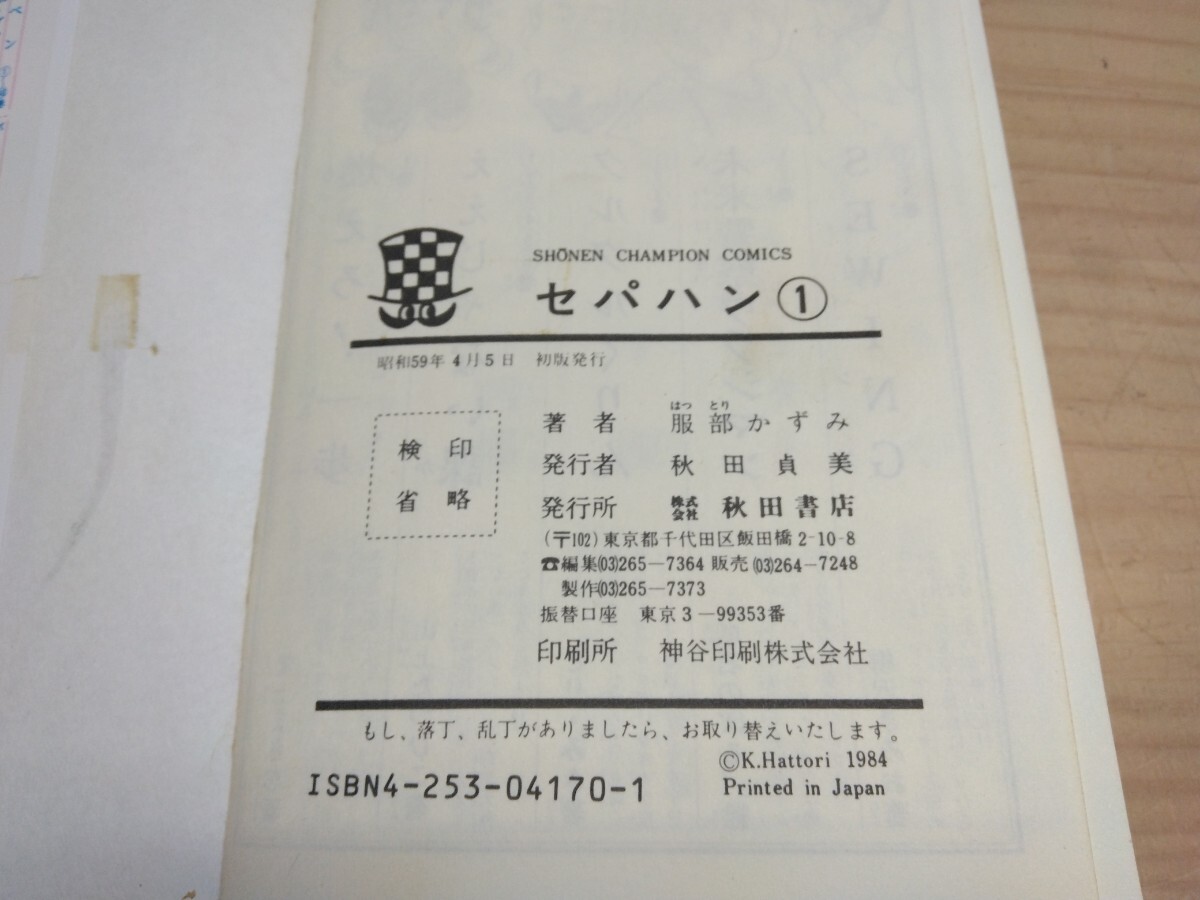 SHŌNEN CHAMPION COMICS
セパハン①
昭和59年4月5日 初版発行
検印
省略
はっ とり
著者 服部かずみ
発行者 秋田貞美
発行所 株式会社 秋田書店
(〒102)東京都千代田区飯田橋2-10-8
☎編集(03)265-7364 販売(03)264-7248
製作(03)265-7373
振替口座 東京3-99353番
印刷所 神谷印刷株式会社
もし、落丁、乱丁がありましたら、お取り替えいたします。
©K.Hattori 1984
ISBN4-253-04170-1
Printed in Japan